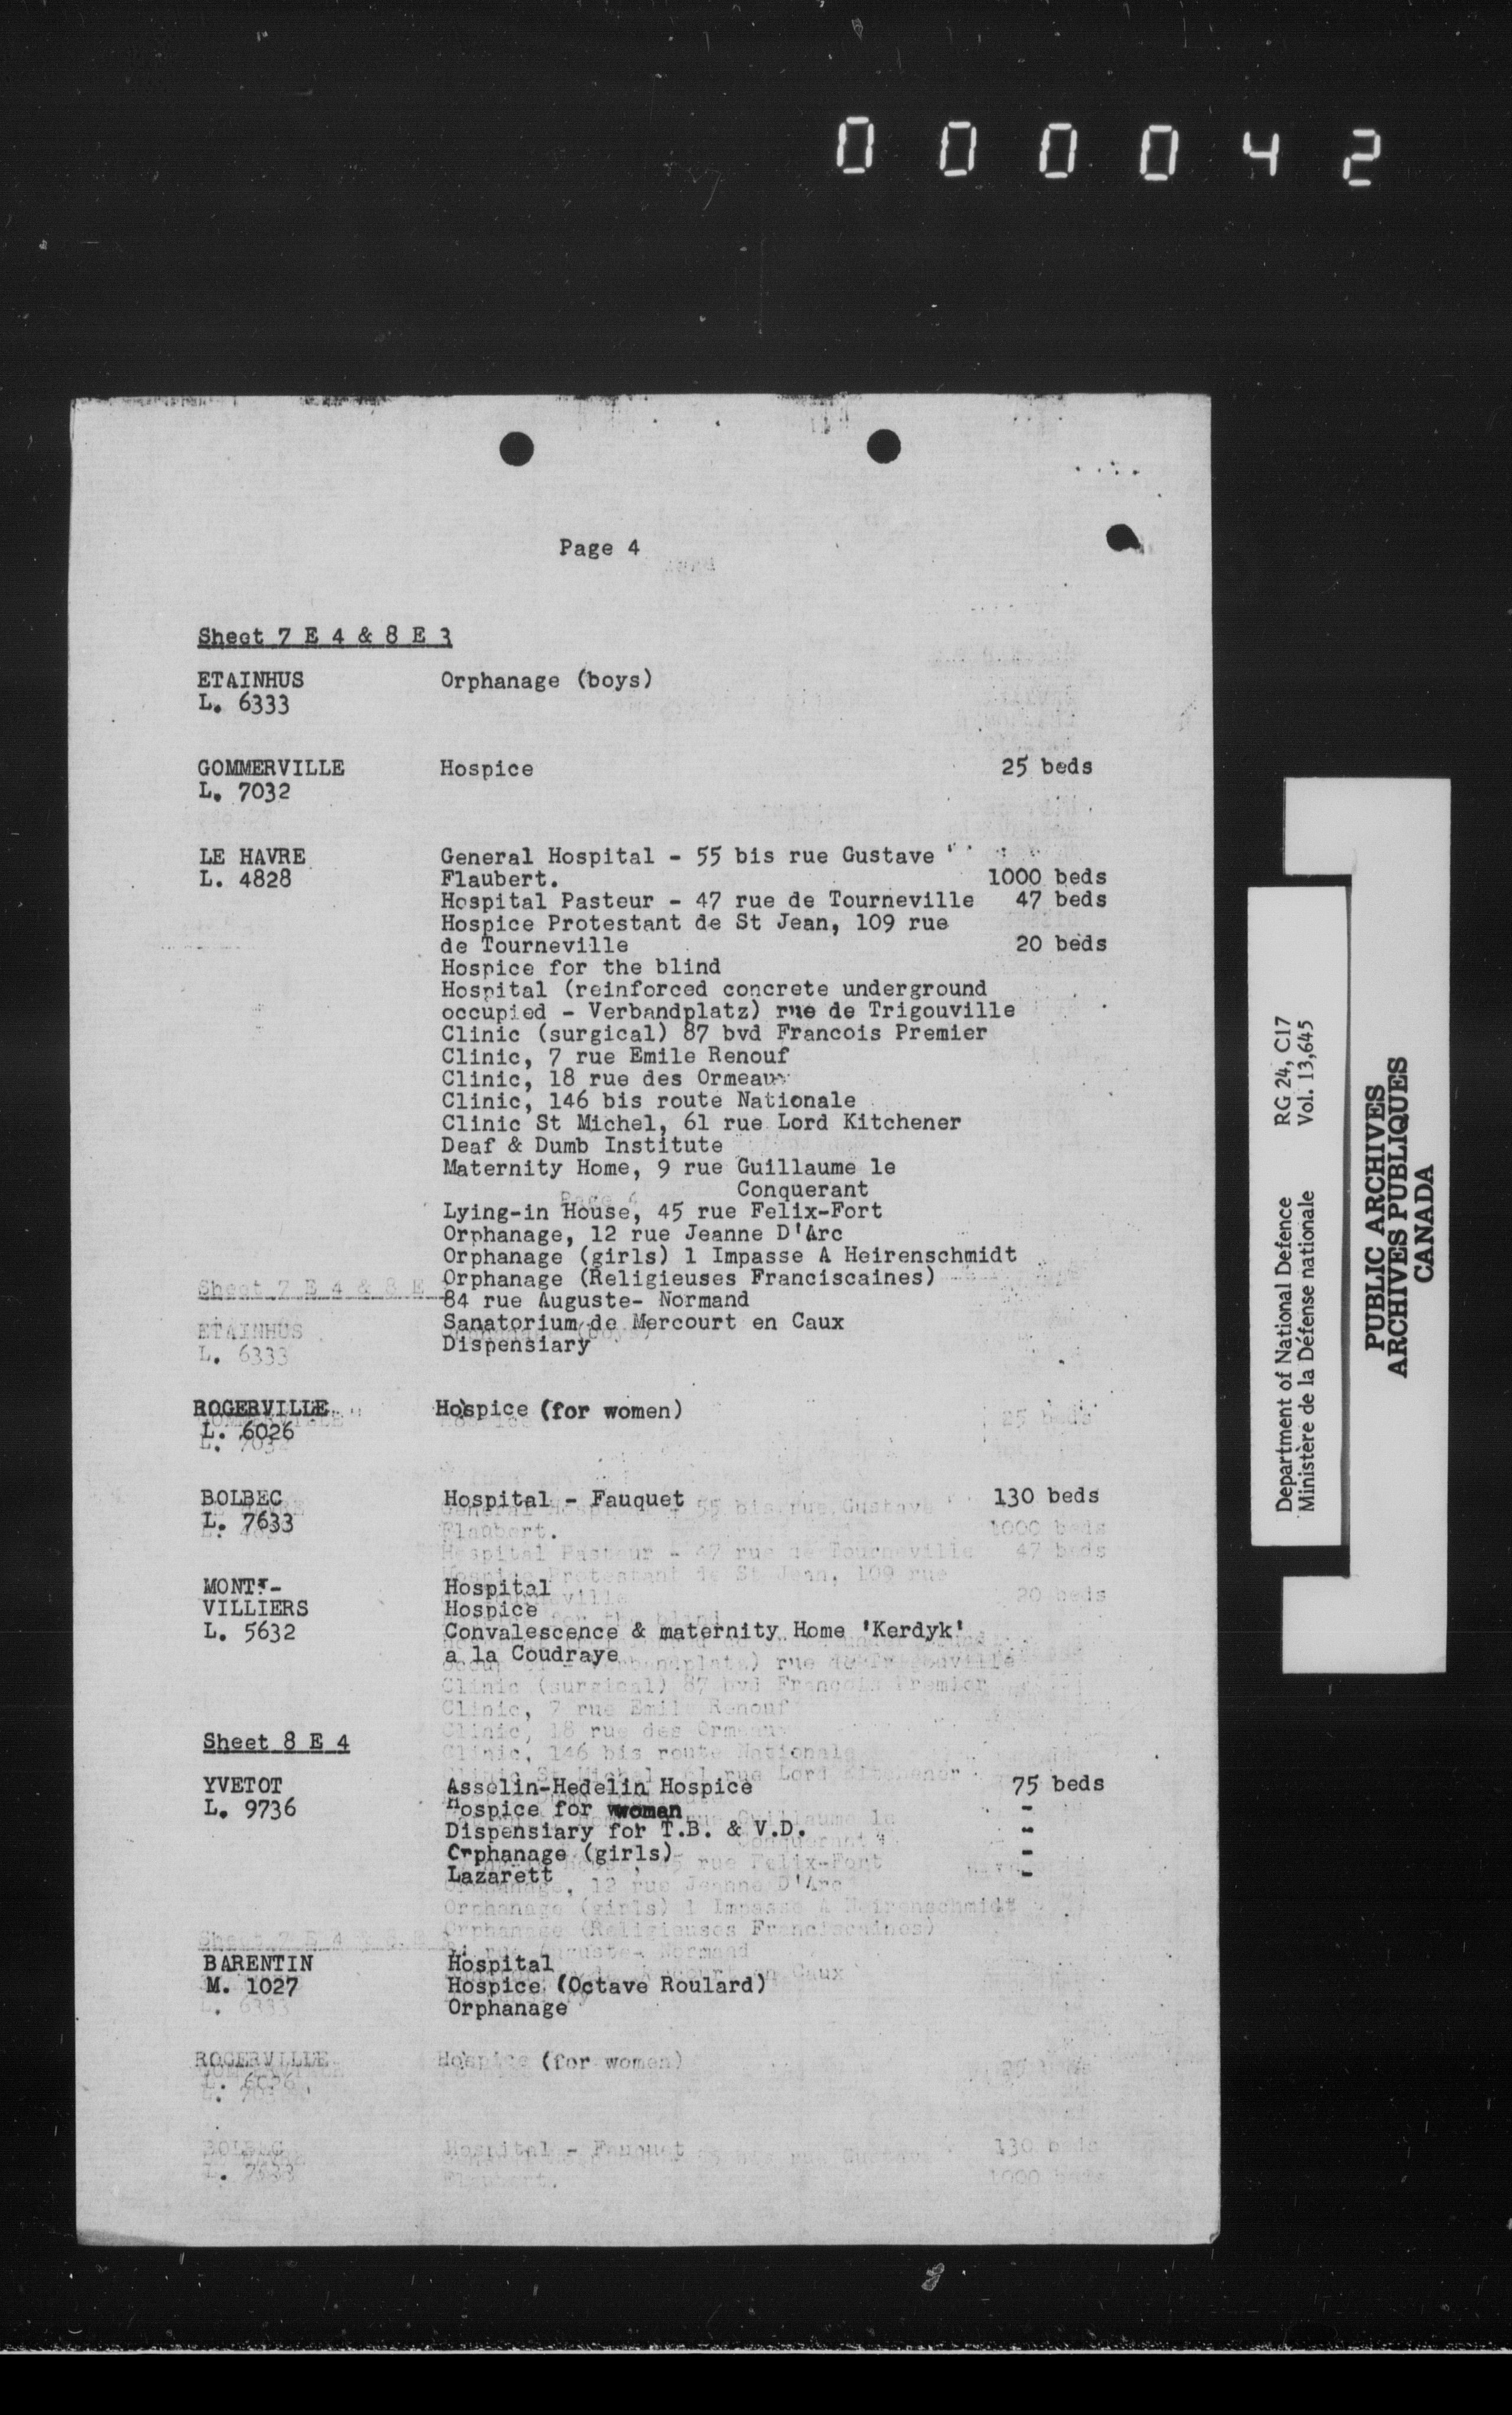 000042
Page 4
Sheet 7 E 4 & 8 E 3
ETAINHUS Orphanage (boys)
L. 6333
GOMMERVILLE Hospice 25 beds
L. 7032
LE HAVRE General Hospital - 55 bis rue Gustave
L. 4828 Flaubert. 1000 beds
Hospital Pasteur - 47 rue de Tourneville 47 beds
Hospice Protestant de St Jean, 109 rue
de Tourneville 20 beds
Hospice for the blind
Hospital (reinforced concrete underground
occupied - Verbandplatz) rue de Trigouville
Clinic (surgical) 87 bvd Francois Premier
Clinic, 7 rue Emile Renouf
Clinic, 18 rue des Ormeaux
Clinic, 146 bis route Nationale
Clinic St Michel, 61 rue Lord Kitchener
Deaf & Dumb Institute
Maternity Home, 9 rue Guillaume le
Conquerant
Lying-in House, 45 rue Felix-Fort
Orphanage, 12 rue Jeanne D'Arc
Orphanage (girls) 1 Impasse A Heirenschmidt
Orphanage (Religieuses Franciscaines)
84 rue Auguste- Normand
Sanatorium de Mercourt en Caux
Dispensiary
ROGERVILLE Hospice (for women)
L. 6026
BOLBEC Hospital - Fauquet 130 beds
L. 7633
MONT-
VILLIERS
L. 5632
Hospital
Hospice
Convalescence & maternity Home 'Kerdyk'
a la Coudraye
Sheet 8 E 4
YVETOT Asselin-Hedelin Hospice 75 beds
L. 9736 Hospice for woman -
Dispensiary for T.B. & V.D. -
Orphanage (girls) -
Lazarett -
BARENTIN Hospital
M. 1027 Hospice (Octave Roulard)
Orphanage
Department of National Defence RG 24, C17
Ministère de la Défense nationale Vol. 13,645
PUBLIC ARCHIVES
ARCHIVES PUBLIQUES
CANADA